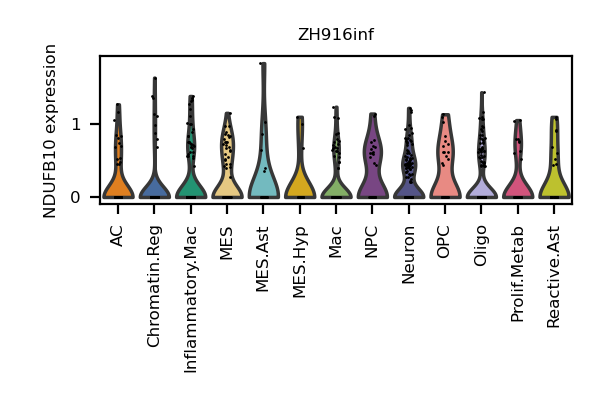 ZH916inf
NDUFB10 expression
1
0
AC
Chromatin.Reg
Inflammatory.Mac
MES
MES.Ast
MES.Hyp
Mac
NPC
Neuron
OPC
Oligo
Prolif.Metab
Reactive.Ast